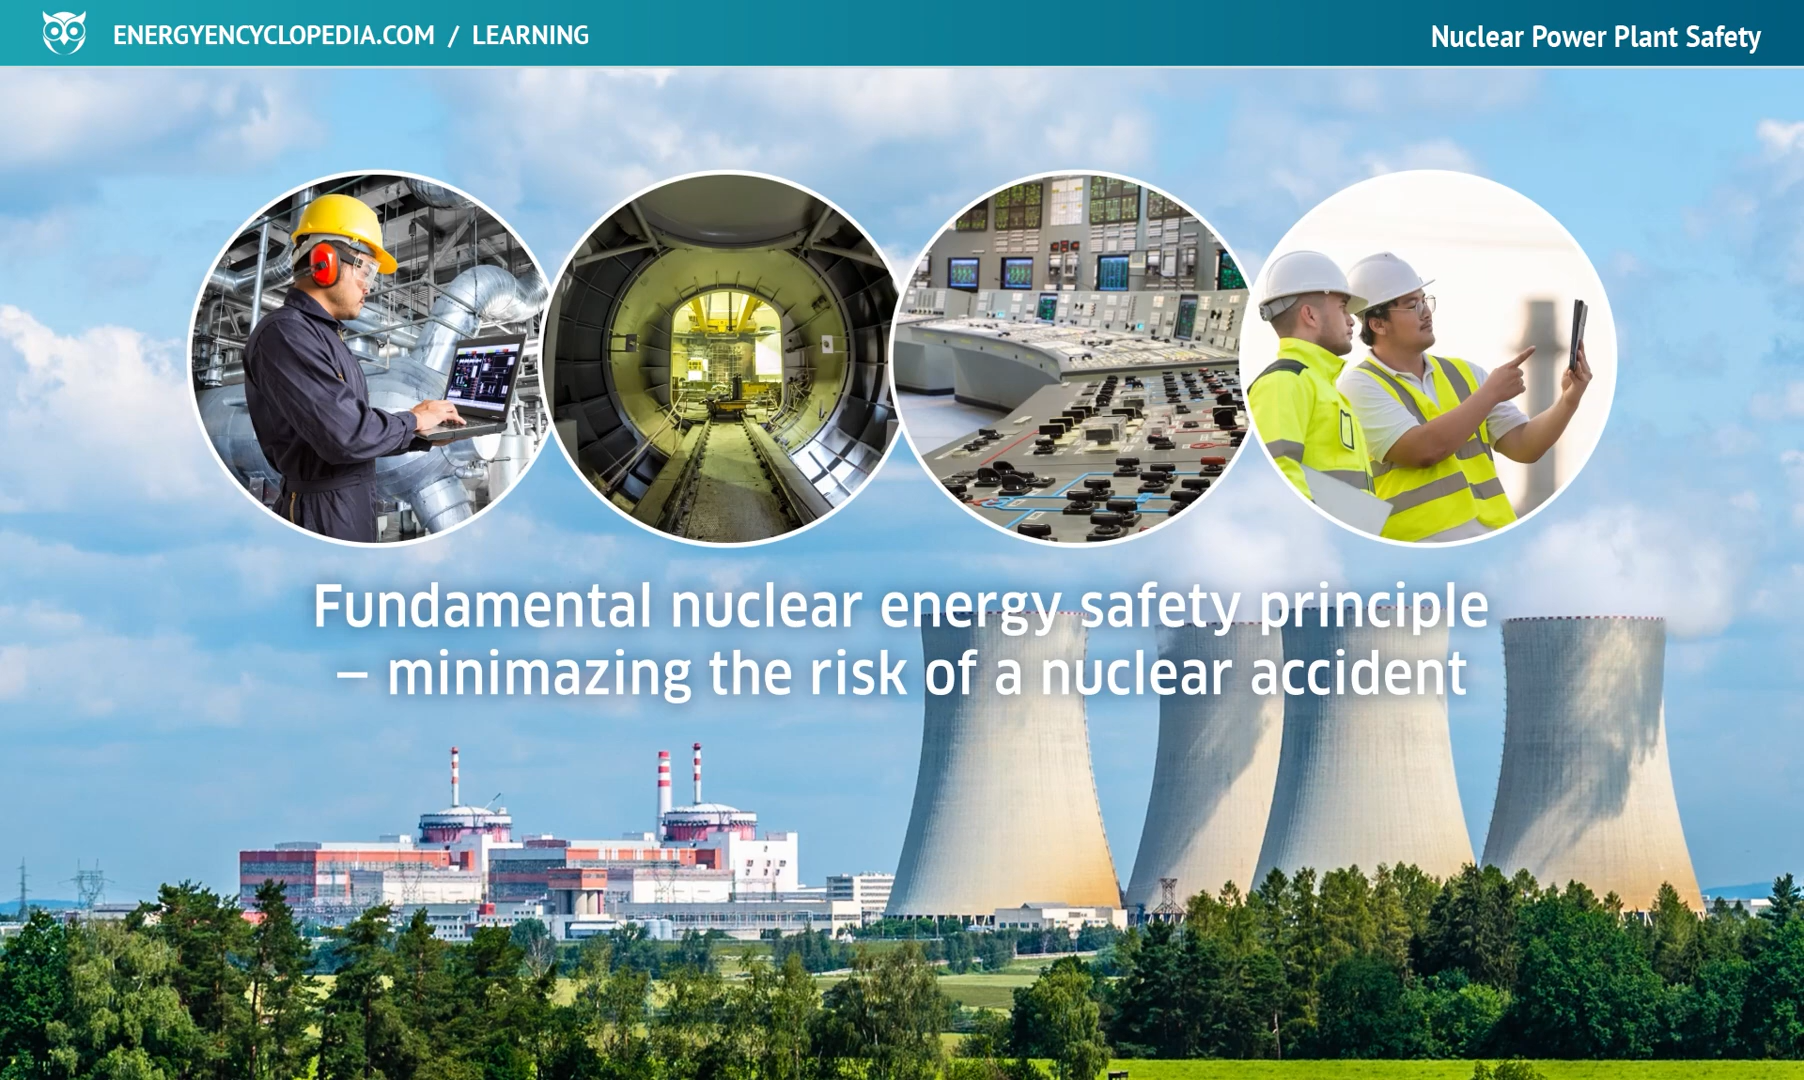 ENERGYENCYCLOPEDIA.COM / LEARNING
Nuclear Power Plant Safety
Fundamental nuclear energy safety principle
– minimazing the risk of a nuclear accident